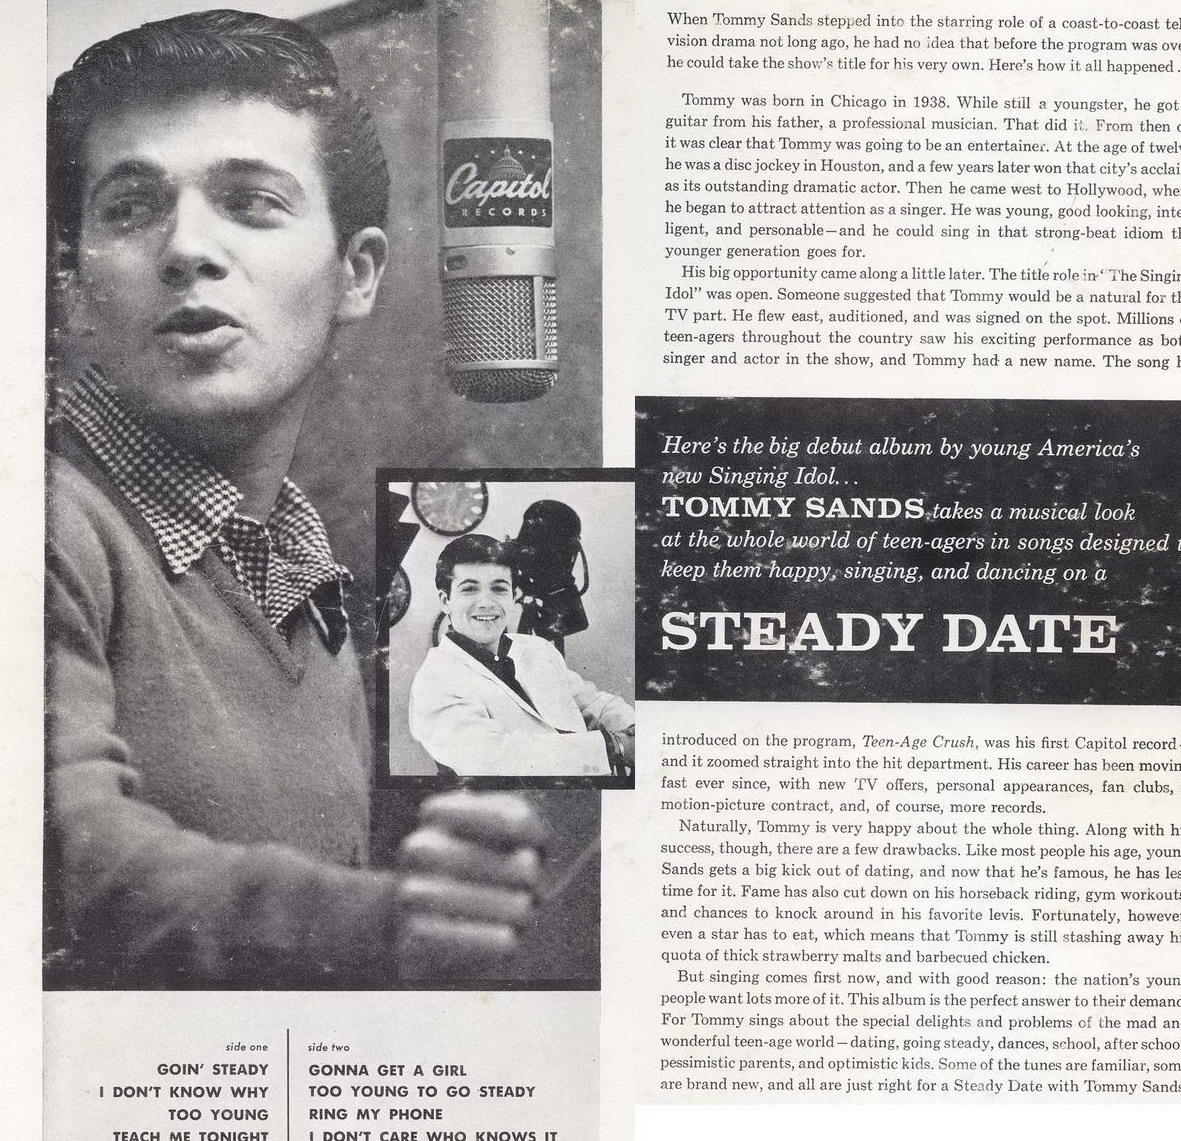 Capitol
RECORDS
side one
GOIN' STEADY
I DON'T KNOW WHY
TOO YOUNG
TEACH ME TONIGHT
side two
GONNA GET A GIRL
TOO YOUNG TO GO STEADY
RING MY PHONE
I DON'T CARE WHO KNOWS IT
When Tommy Sands stepped into the starring role of a coast-to-coast tel
vision drama not long ago, he had no idea that before the program was ove
he could take the show's title for his very own. Here's how it all happened .
Tommy was born in Chicago in 1938. While still a youngster, he got
guitar from his father, a professional musician. That did it. From then o
it was clear that Tommy was going to be an entertainer. At the age of twelv
he was a disc jockey in Houston, and a few years later won that city's acclai
as its outstanding dramatic actor. Then he came west to Hollywood, whe
he began to attract attention as a singer. He was young, good looking, inte
ligent, and personable—and he could sing in that strong-beat idiom th
younger generation goes for.
His big opportunity came along a little later. The title role in “The Singin
Idol” was open. Someone suggested that Tommy would be a natural for th
TV part. He flew east, auditioned, and was signed on the spot. Millions
teen-agers throughout the country saw his exciting performance as bot
singer and actor in the show, and Tommy had a new name. The song h
Here's the big debut album by young America's
new Singing Idol...
TOMMY SANDS takes a musical look
at the whole world of teen-agers in songs designed t
keep them happy, singing, and dancing on a
STEADY DATE
introduced on the program, Teen-Age Crush, was his first Capitol record-
and it zoomed straight into the hit department. His career has been movin
fast ever since, with new TV offers, personal appearances, fan clubs,
motion-picture contract, and, of course, more records.
Naturally, Tommy is very happy about the whole thing. Along with hi
success, though, there are a few drawbacks. Like most people his age, youn
Sands gets a big kick out of dating, and now that he's famous, he has les
time for it. Fame has also cut down on his horseback riding, gym workouts
and chances to knock around in his favorite levis. Fortunately, howeve
even a star has to eat, which means that Tommy is still stashing away hi
quota of thick strawberry malts and barbecued chicken.
But singing comes first now, and with good reason: the nation's youn
people want lots more of it. This album is the perfect answer to their demand
For Tommy sings about the special delights and problems of the mad an
wonderful teen-age world—dating, going steady, dances, school, after schoo
pessimistic parents, and optimistic kids. Some of the tunes are familiar, som
are brand new, and all are just right for a Steady Date with Tommy Sands